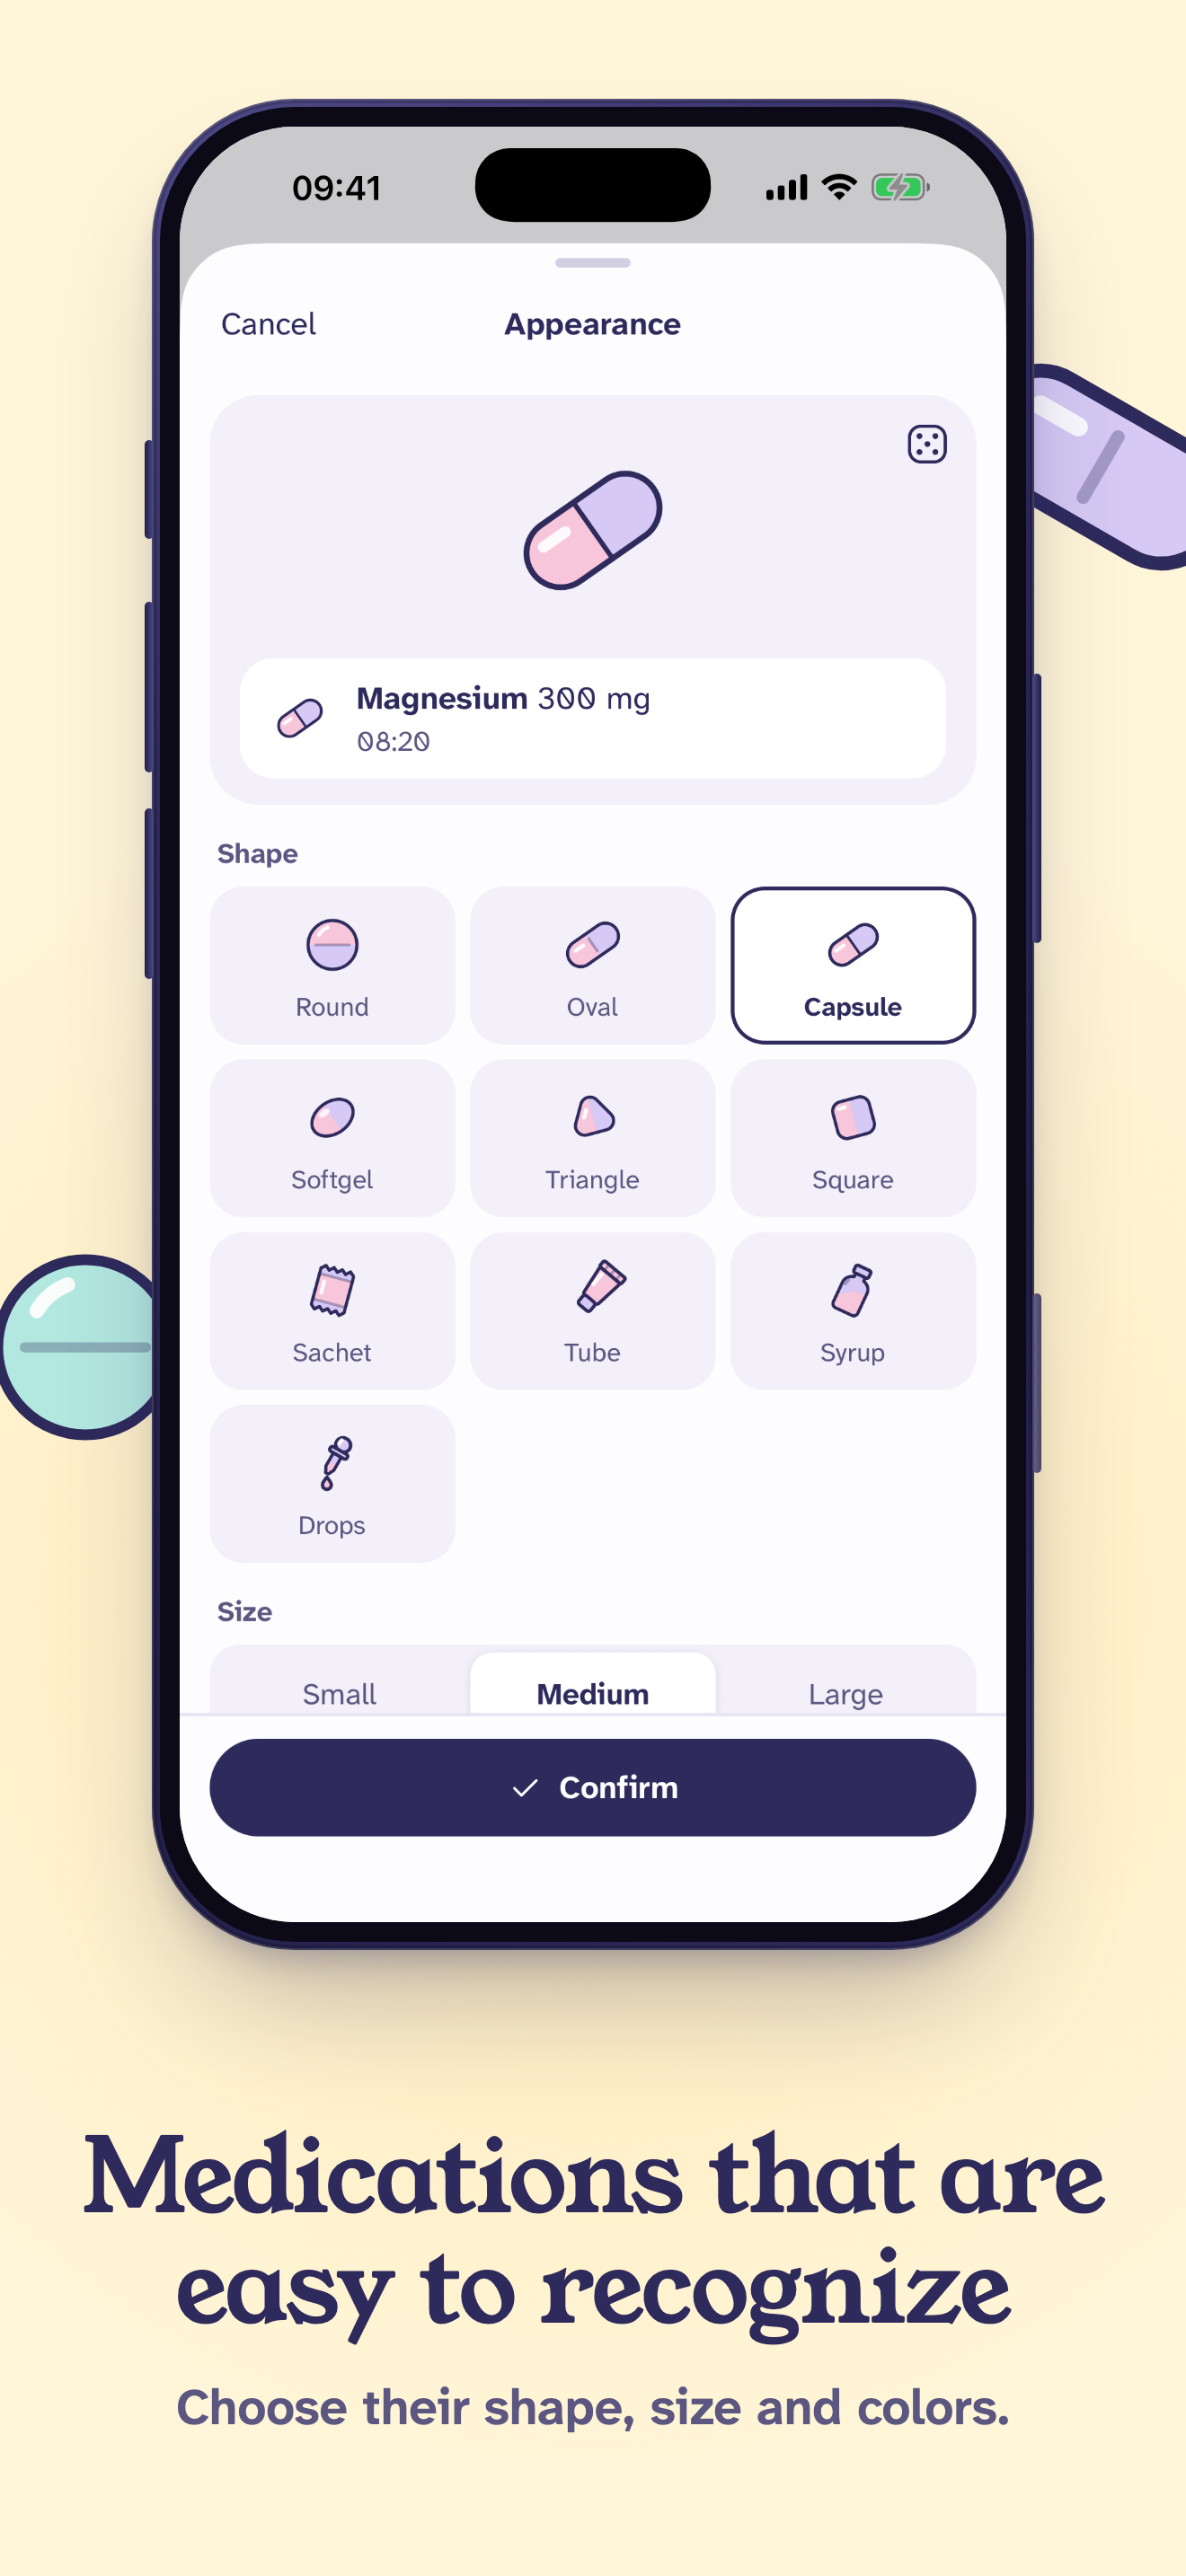 09:41
Cancel
Appearance
Magnesium 300 mg
08:20
Shape
Round
Oval
Capsule
Softgel
Triangle
Square
Sachet
Tube
Syrup
Drops
Size
Small
Medium
Large
Confirm
Medications that are
easy to recognize
Choose their shape, size and colors.